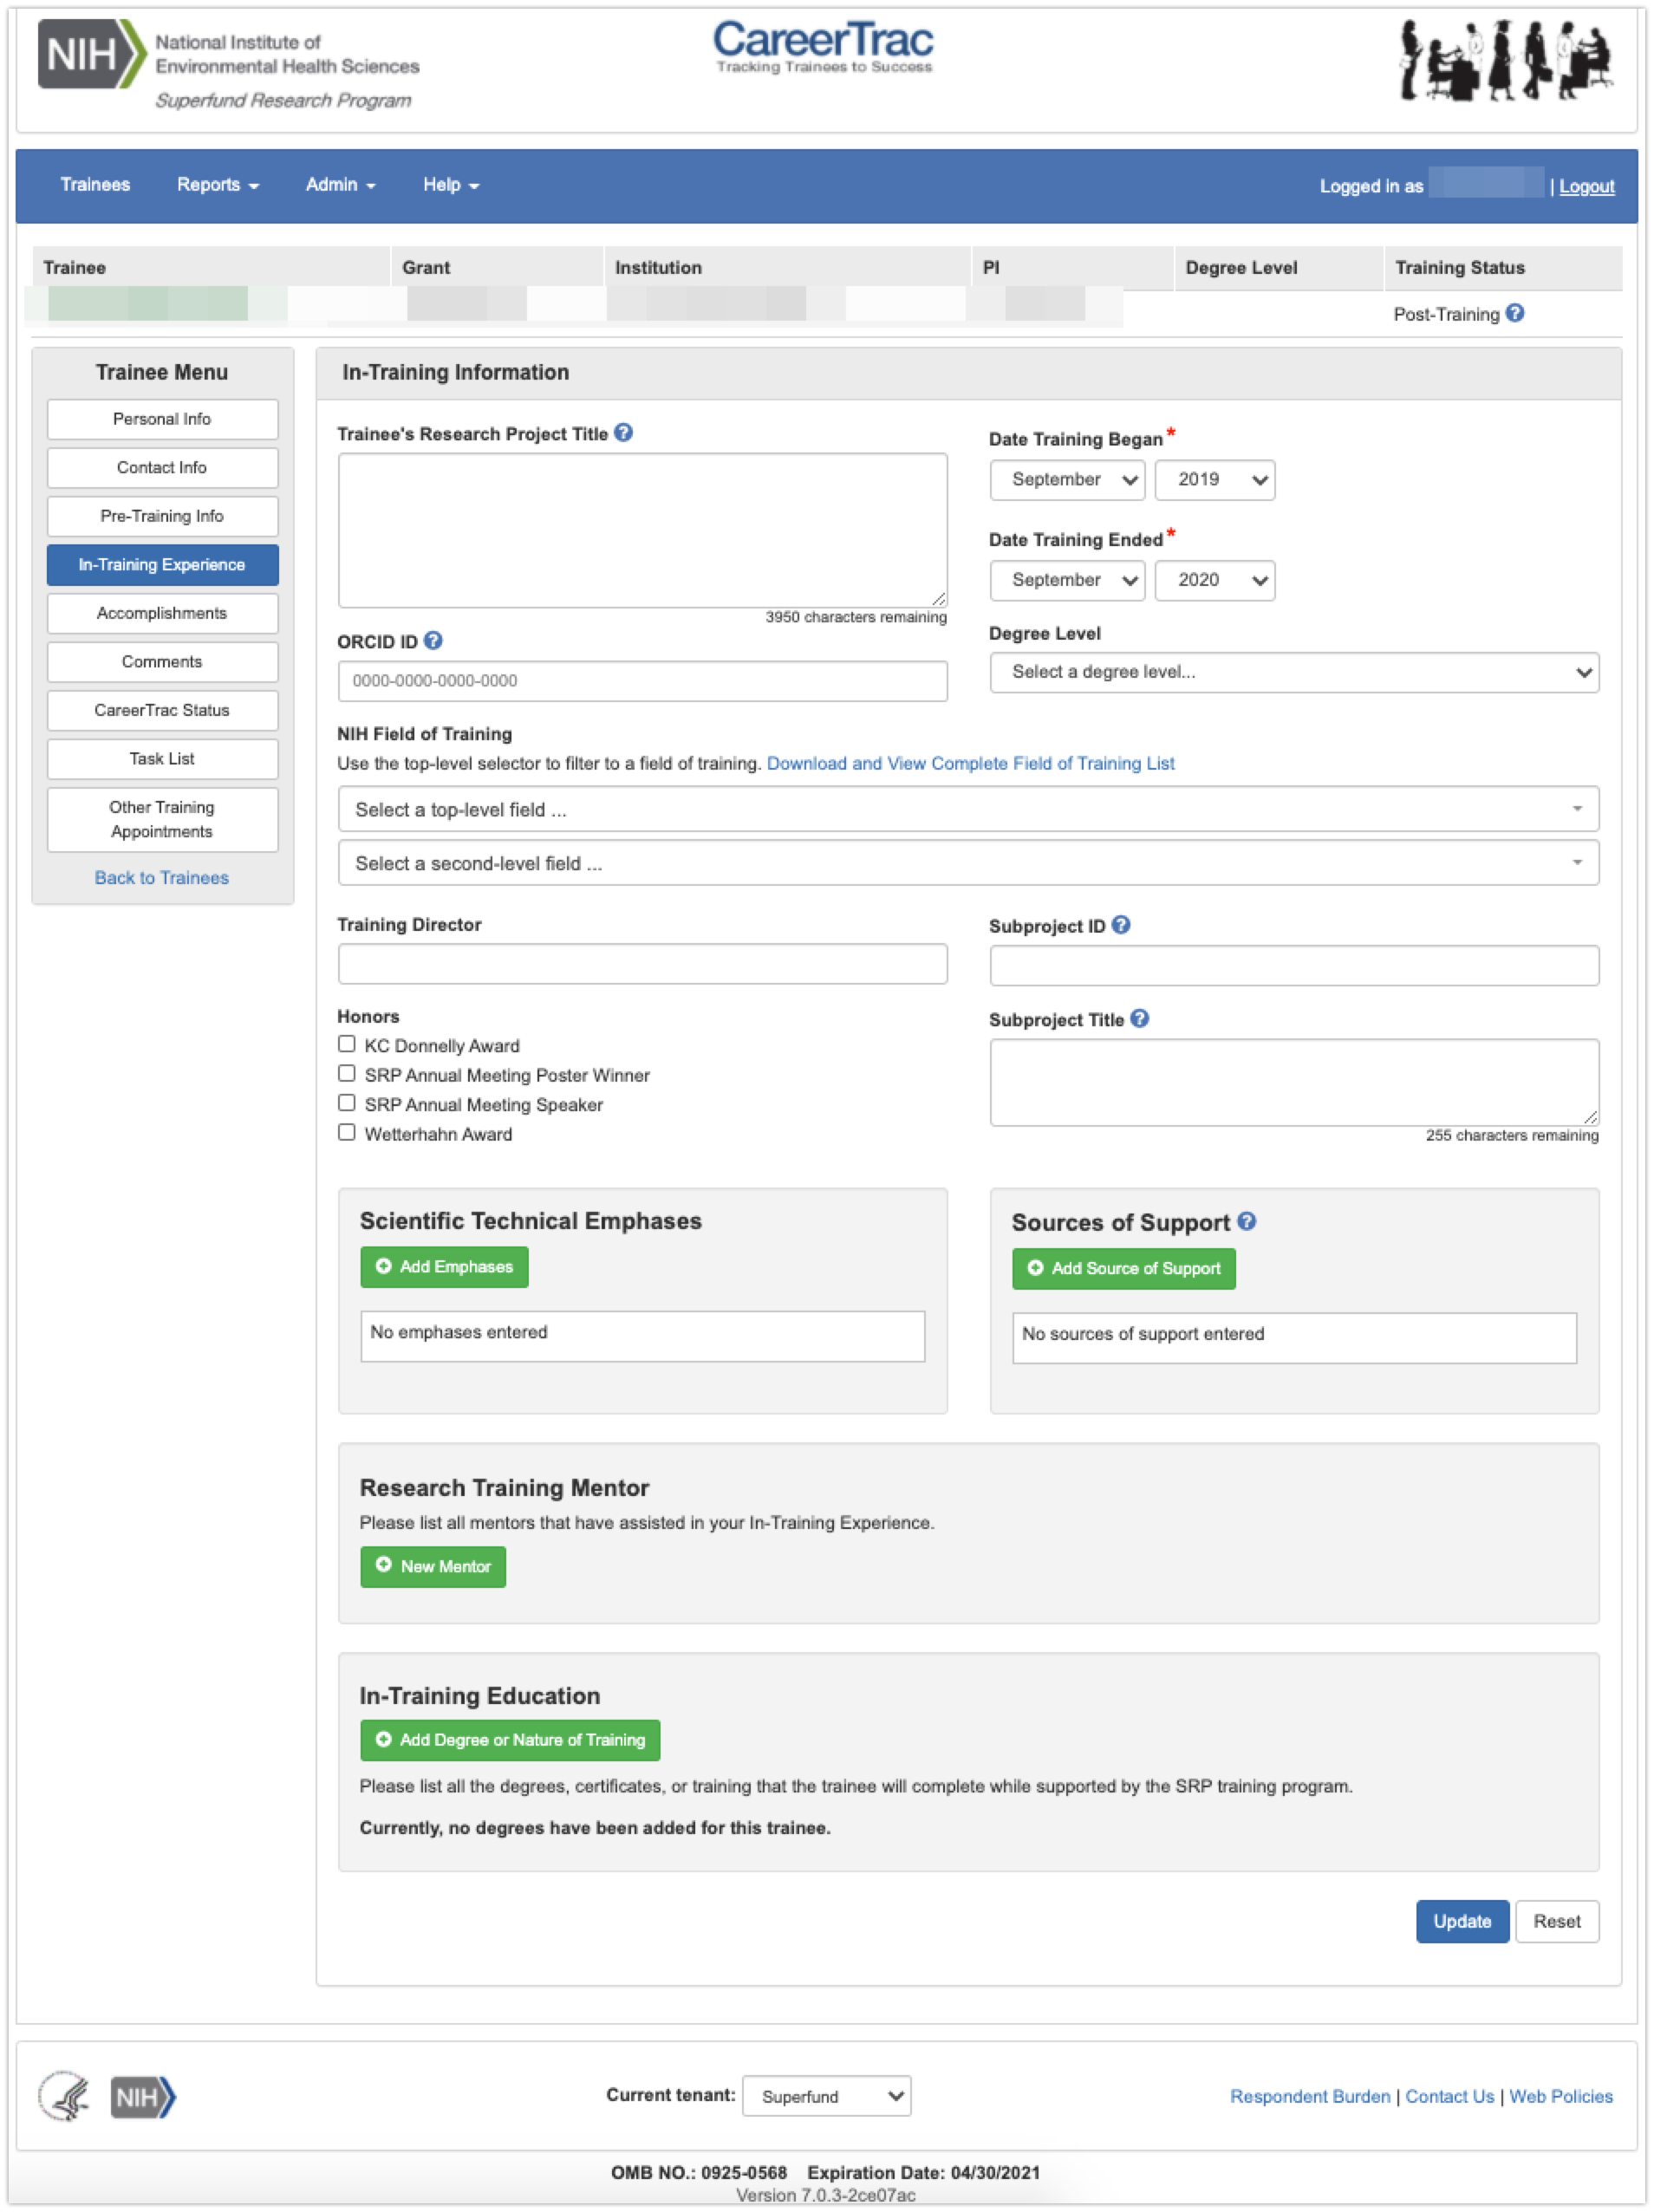 NIH National Institute of
Environmental Health Sciences
Superfund Research Program
CareerTrac
Tracking Trainees to Success
Trainees Reports Admin Help Logged in as | Logout
Trainee Grant Institution PI Degree Level Training Status
Post-Training ?
Trainee Menu
Personal Info
Contact Info
Pre-Training Info
In-Training Experience
Accomplishments
Comments
CareerTrac Status
Task List
Other Training
Appointments
Back to Trainees
In-Training Information
Trainee's Research Project Title ?
3950 characters remaining
Date Training Began *
September 2019
Date Training Ended *
September 2020
ORCID ID ?
0000-0000-0000-0000
Degree Level
Select a degree level...
NIH Field of Training
Use the top-level selector to filter to a field of training. Download and View Complete Field of Training List
Select a top-level field ...
Select a second-level field ...
Training Director
Subproject ID ?
Honors
KC Donnelly Award
SRP Annual Meeting Poster Winner
SRP Annual Meeting Speaker
Wetterhahn Award
Subproject Title ?
255 characters remaining
Scientific Technical Emphases
Add Emphases
No emphases entered
Sources of Support ?
Add Source of Support
No sources of support entered
Research Training Mentor
Please list all mentors that have assisted in your In-Training Experience.
New Mentor
In-Training Education
Add Degree or Nature of Training
Please list all the degrees, certificates, or training that the trainee will complete while supported by the SRP training program.
Currently, no degrees have been added for this trainee.
Update Reset
NIH
Current tenant: Superfund
Respondent Burden | Contact Us | Web Policies
OMB NO.: 0925-0568 Expiration Date: 04/30/2021
Version 7.0.3-2ce07ac